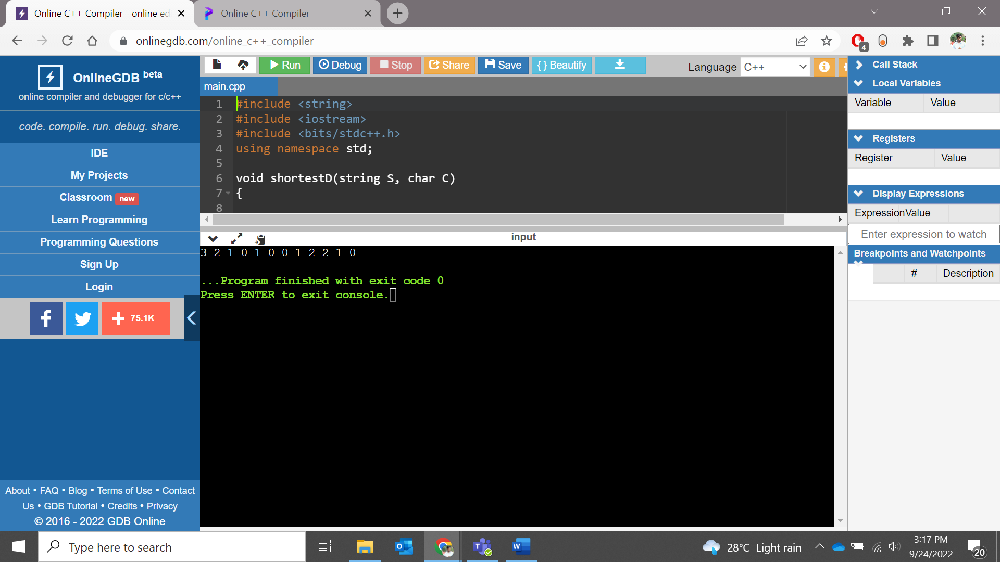 Online C++ Compiler - online ed
Online C++ Compiler
onlinegdb.com/online_c++_compiler
4
OnlineGDB beta
online compiler and debugger for c/c++
code. compile. run. debug. share.
IDE
My Projects
Classroom new
Learn Programming
Programming Questions
Sign Up
Login
f
+ 75.1K
About • FAQ • Blog • Terms of Use • Contact
Us • GDB Tutorial • Credits • Privacy
© 2016 - 2022 GDB Online
Run
Debug
Stop
Share
Save
{ } Beautify
Language C++
main.cpp
1 #include <string>
2 #include <iostream>
3 #include <bits/stdc++.h>
4 using namespace std;
5
6 void shortestD(string S, char C)
7 {
8
input
3 2 1 0 1 0 0 1 2 2 1 0
...Program finished with exit code 0
Press ENTER to exit console.
Call Stack
Local Variables
Variable Value
Registers
Register Value
Display Expressions
Expression Value
Enter expression to watch
Breakpoints and Watchpoints
# Description
Type here to search
28°C Light rain
3:17 PM
9/24/2022
20